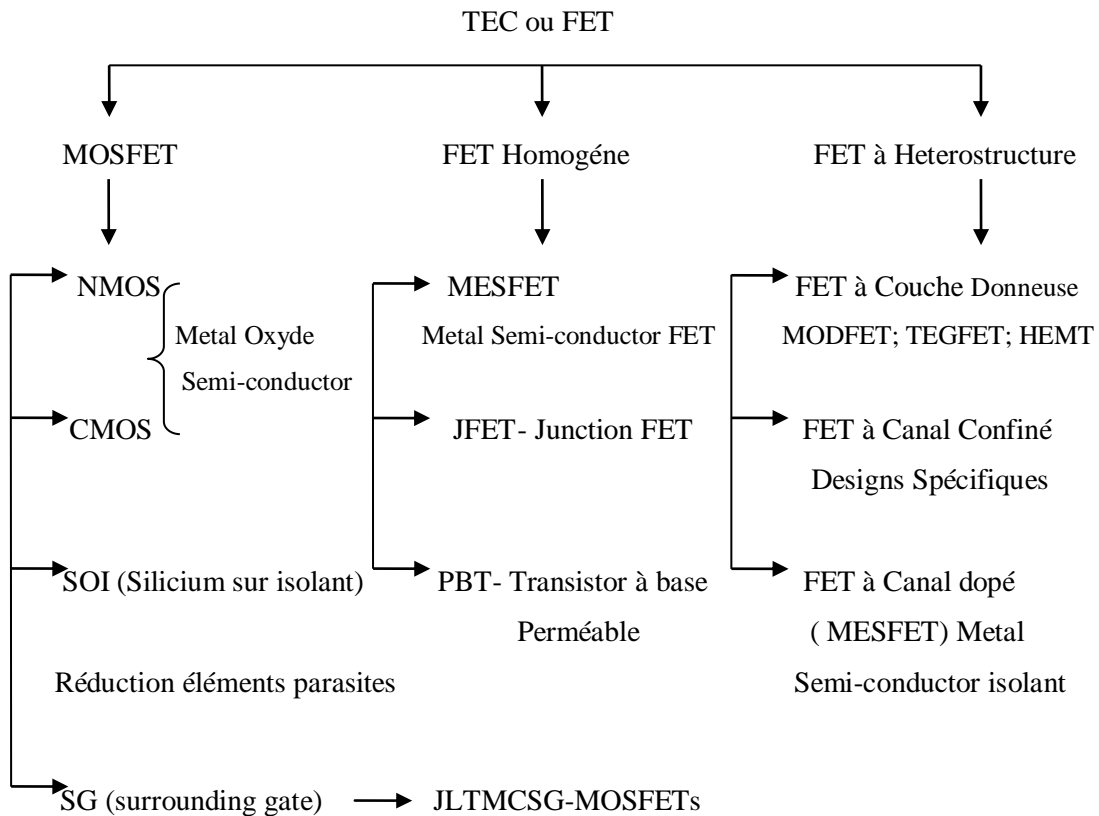 TEC ou FET
MOSFET
FET Homogéne
FET à Heterostructure
NMOS
CMOS
Metal Oxyde
Semi-conductor
SOI (Silicium sur isolant)
Réduction éléments parasites
SG (surrounding gate)
JLTMCSG-MOSFETs
MESFET
Metal Semi-conductor FET
JFET- Junction FET
PBT- Transistor à base
Perméable
FET à Couche Donneuse
MODFET; TEGFET; HEMT
FET à Canal Confiné
Designs Spécifiques
FET à Canal dopé
( MESFET) Metal
Semi-conductor isolant